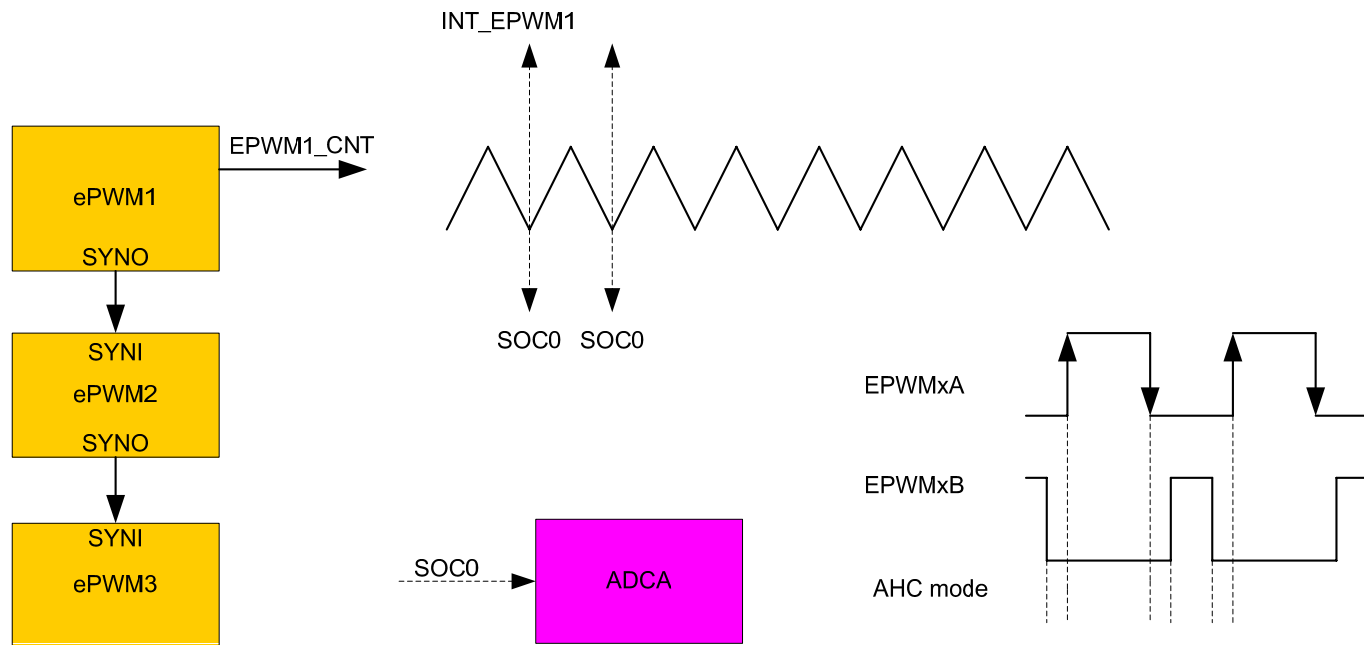 INT_EPWM1
EPWM1_CNT
ePWM1
SYNO
SYNI
ePWM2
SYNO
SYNI
ePWM3
SOC0 SOC0
SOC0
ADCA
EPWMxA
EPWMxB
AHC mode